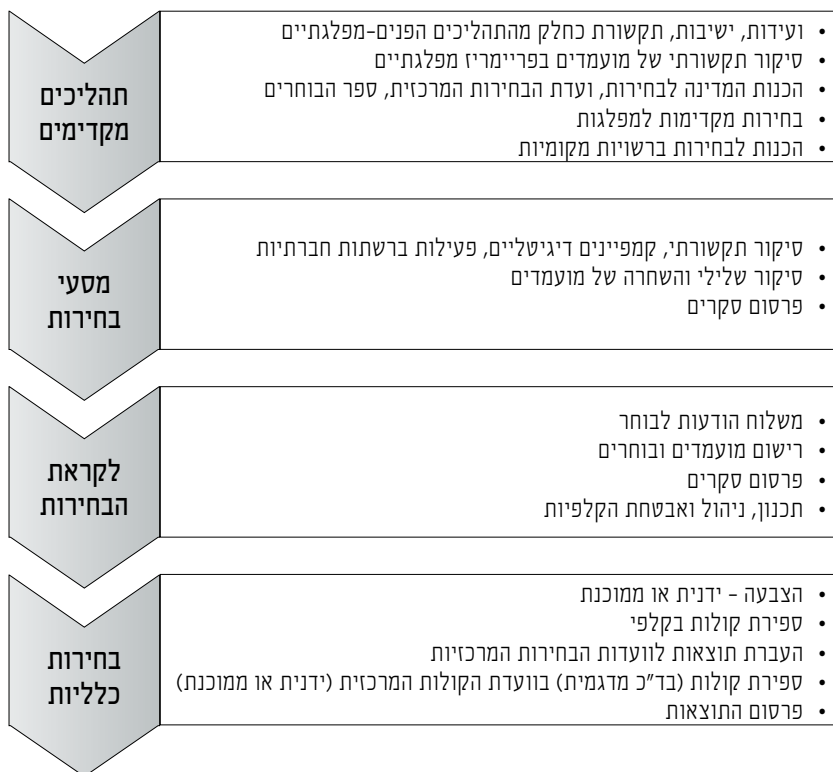 תהליכים
מקדימים
• ועידות, ישיבות, תקשורת כחלק מהתהליכים הפנים-מפלגתיים
• סיקור תקשורתי של מועמדים בפריימריז מפלגתיים
• הכנות המדינה לבחירות, ועדת הבחירות המרכזית, ספר הבוחרים
• בחירות מקדימות למפלגות
• הכנות לבחירות ברשויות מקומיות
מסעי
בחירות
• סיקור תקשורתי, קמפיינים דיגיטליים, פעילות ברשתות חברתיות
• סיקור שלילי והשחרה של מועמדים
• פרסום סקרים
לקראת
הבחירות
• משלוח הודעות לבוחר
• רישום מועמדים ובוחרים
• פרסום סקרים
• תכנון, ניהול ואבטחת הקלפיות
בחירות
כלליות
• הצבעה - ידנית או ממוכנת
• ספירת קולות בקלפי
• העברת תוצאות לוועדות הבחירות המרכזיות
• ספירת קולות (בד"כ מדגמית) בוועדת הקולות המרכזית (ידנית או ממוכנת)
• פרסום התוצאות